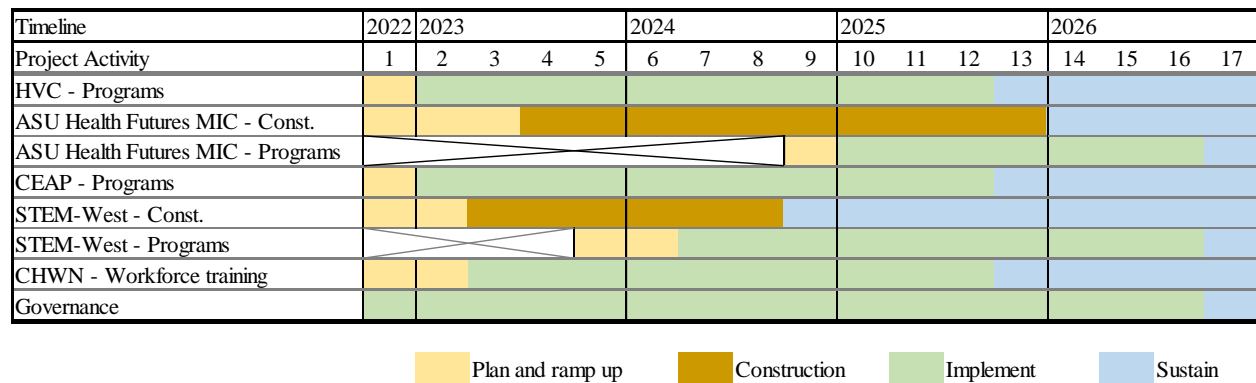 Timeline 2022 2023 2024 2025 2026
Project Activity 1 2 3 4 5 6 7 8 9 10 11 12 13 14 15 16 17
HVC - Programs
ASU Health Futures MIC - Const.
ASU Health Futures MIC - Programs
CEAP - Programs
STEM-West - Const.
STEM-West - Programs
CHWN - Workforce training
Governance
Plan and ramp up Construction Implement Sustain